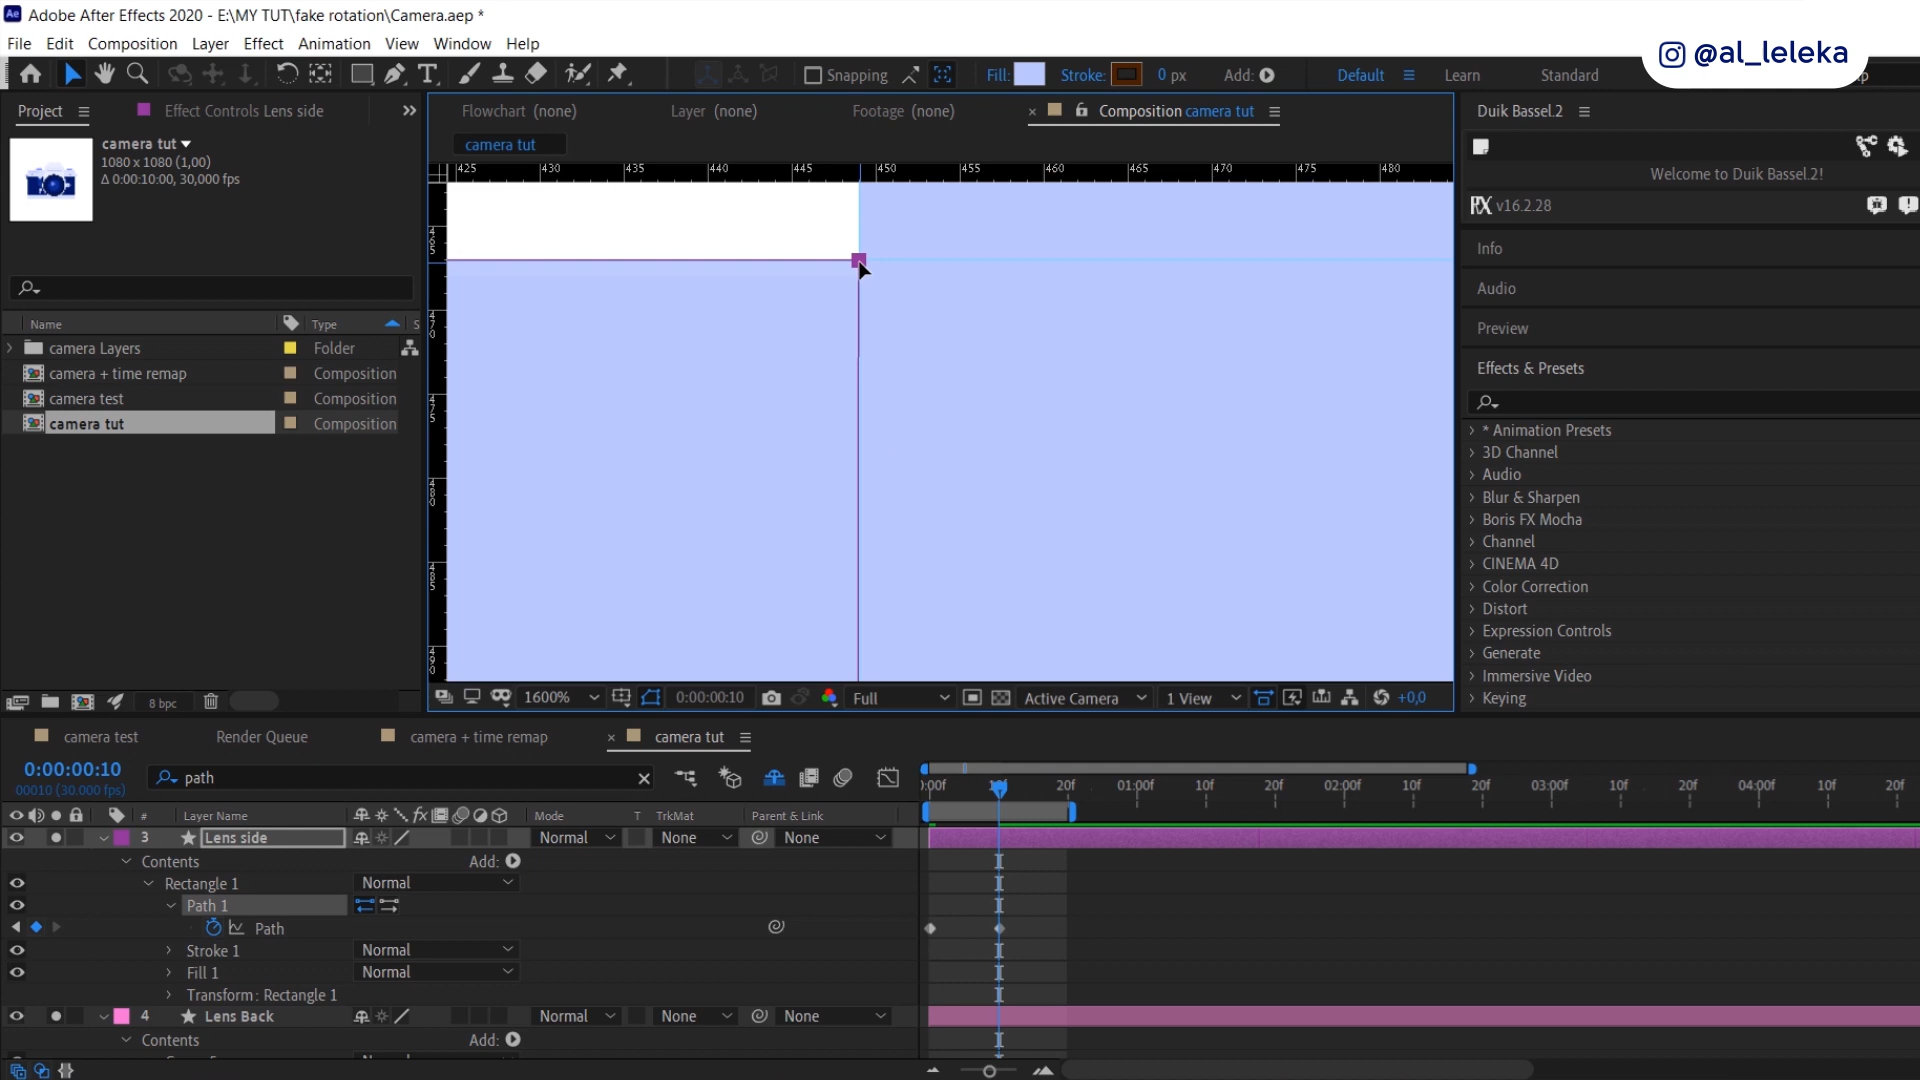 Ae Adobe After Effects 2020 - E:\MY TUT\fake rotation\Camera.aep *
File Edit Composition Layer Effect Animation View Window Help
@al_leleka
Snapping Fill: Stroke: 0 px Add: Default Learn Standard
Project Effect Controls Lens side
Flowchart (none) Layer (none) Footage (none) Composition camera tut
Duik Bassel.2
camera tut
1080 x 1080 (1,00)
Δ 0:00:10:00, 30,000 fps
camera tut
425 430 435 440 445 450 455 460 465 470 475 480
465
470
475
480
485
490
Welcome to Duik Bassel.2!
v16.2.28
Info
Audio
Preview
Effects & Presets
* Animation Presets
3D Channel
Audio
Blur & Sharpen
Boris FX Mocha
Channel
CINEMA 4D
Color Correction
Distort
Expression Controls
Generate
Immersive Video
Keying
Name Type S
camera Layers Folder
camera + time remap Composition
camera test Composition
camera tut Composition
8 bpc
1600% 0:00:00:10 Full Active Camera 1 View +0,0
camera test Render Queue camera + time remap camera tut
0:00:00:10
00010 (30.000 fps)
path
):00f 20f 01:00f 10f 20f 02:00f 10f 20f 03:00f 10f 20f 04:00f 10f 20f
# Layer Name fx Mode T TrkMat Parent & Link
3 Lens side Normal None None
Contents Add:
Rectangle 1 Normal
Path 1
Path
Stroke 1 Normal
Fill 1 Normal
Transform: Rectangle 1
4 Lens Back Normal None None
Contents Add: